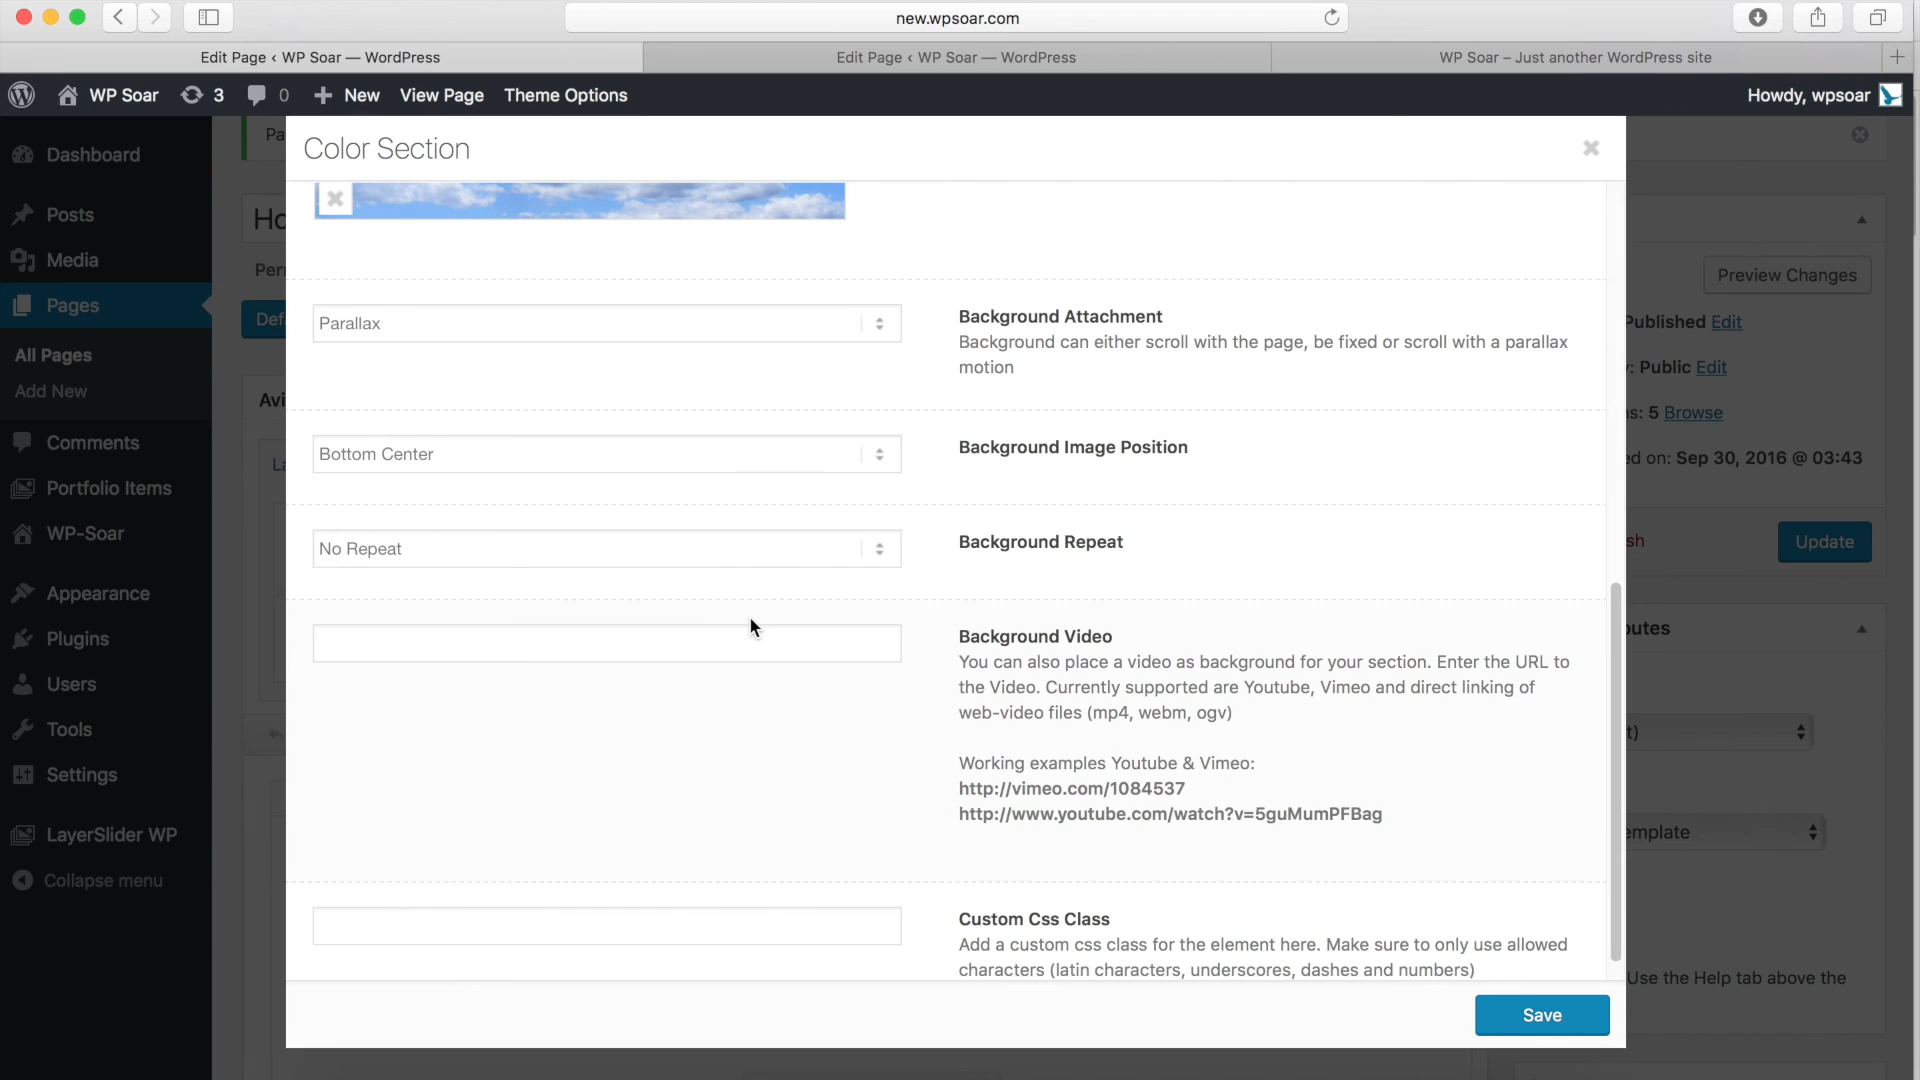 new.wpsoar.com
Edit Page ‹ WP Soar — WordPress
Edit Page ‹ WP Soar — WordPress
WP Soar – Just another WordPress site
WP Soar
3
0
New
View Page
Theme Options
Howdy, wpsoar
Dashboard
Posts
Media
Pages
All Pages
Add New
Comments
Portfolio Items
WP-Soar
Appearance
Plugins
Users
Tools
Settings
LayerSlider WP
Collapse menu
Color Section
Parallax
Background Attachment
Background can either scroll with the page, be fixed or scroll with a parallax
motion
Bottom Center
Background Image Position
No Repeat
Background Repeat
Background Video
You can also place a video as background for your section. Enter the URL to
the Video. Currently supported are Youtube, Vimeo and direct linking of
web-video files (mp4, webm, ogv)
Working examples Youtube & Vimeo:
http://vimeo.com/1084537
http://www.youtube.com/watch?v=5guMumPFBag
Custom Css Class
Add a custom css class for the element here. Make sure to only use allowed
characters (latin characters, underscores, dashes and numbers)
Save
Preview Changes
Published Edit
Public Edit
5 Browse
on: Sep 30, 2016 @ 03:43
Update
Use the Help tab above the